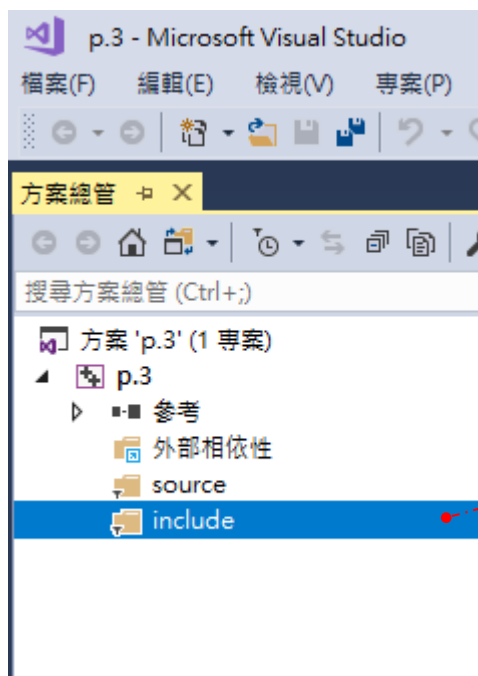 p.3 - Microsoft Visual Studio
檔案(F) 編輯(E) 檢視(V) 專案(P)
方案總管
搜尋方案總管 (Ctrl+;)
方案 'p.3' (1 專案)
p.3
參考
外部相依性
source
include